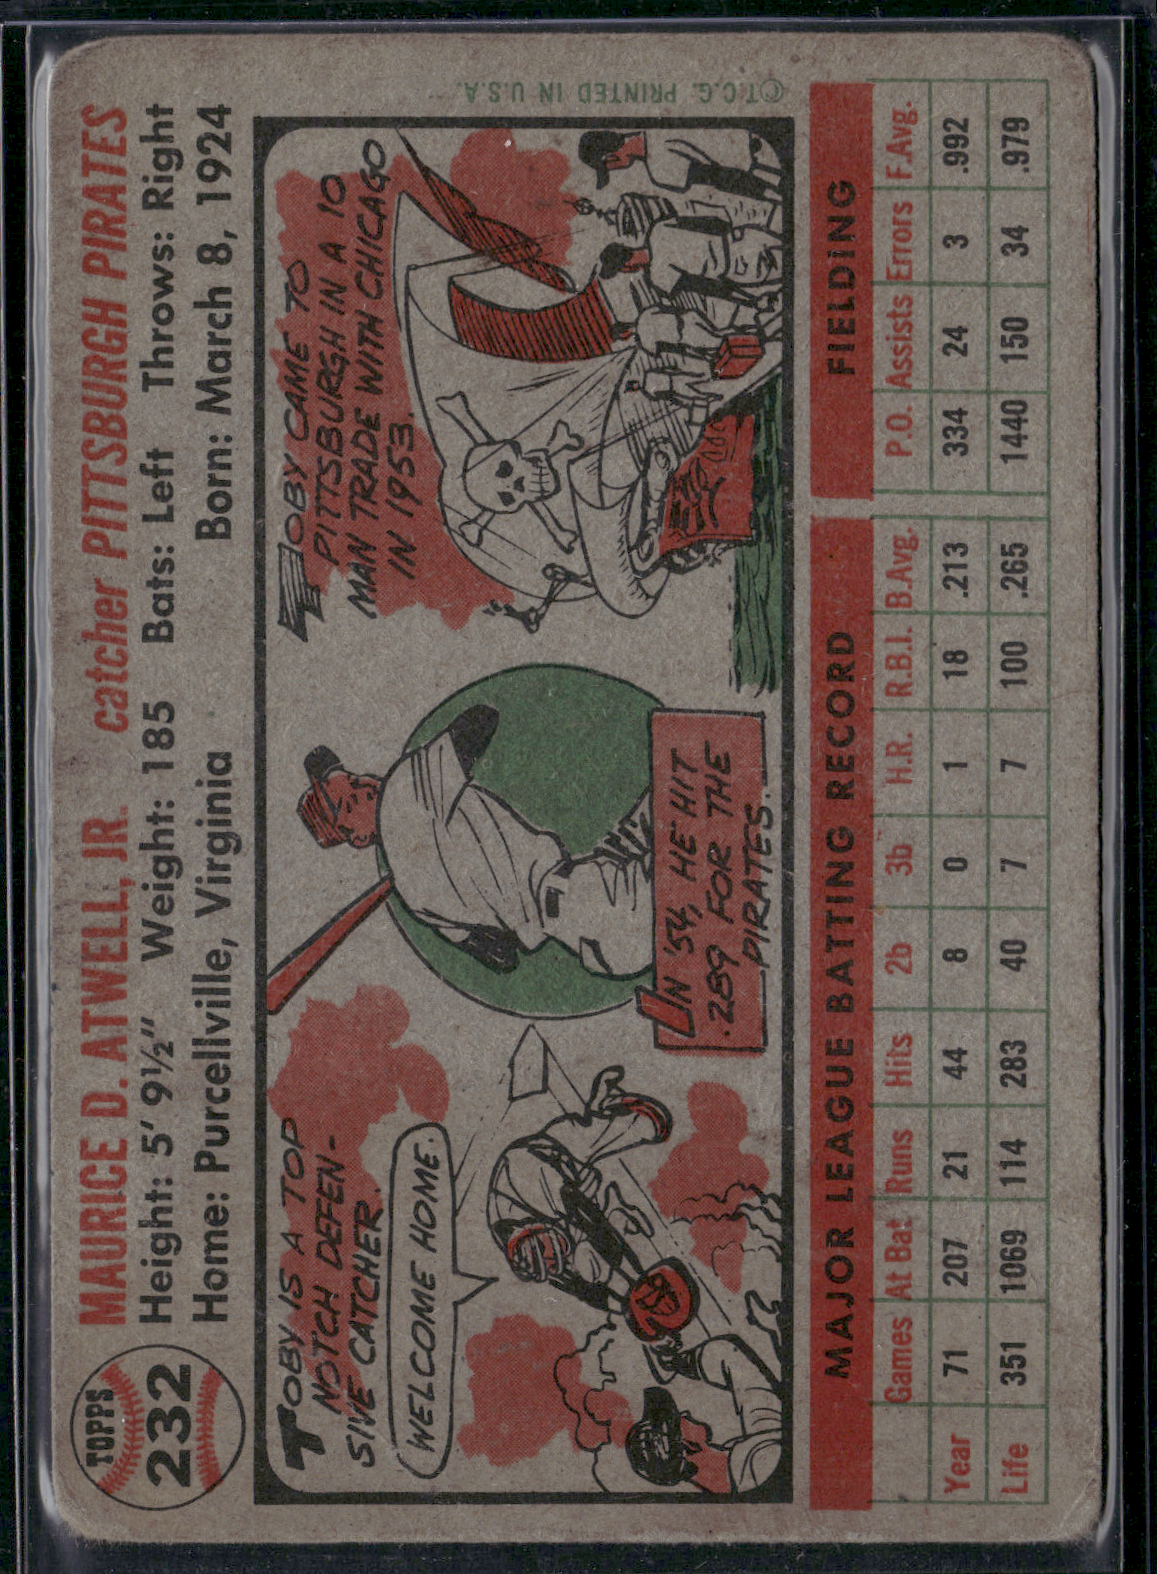 TOPPS
232
MAURICE D. ATWELL, JR. catcher PITTSBURGH PIRATES
Height: 5' 9½" Weight: 185 Bats: Left Throws: Right
Home: Purcellville, Virginia Born: March 8, 1924
TOBY IS A TOP
NOTCH DEFEN-
SIVE CATCHER.
WELCOME HOME.
IN '54, HE HIT
.289 FOR THE
PIRATES.
TOBY CAME TO
PITTSBURGH IN A 10
MAN TRADE WITH CHICAGO
IN 1953.
©T.C.G. PRINTED IN U.S.A.
MAJOR LEAGUE BATTING RECORD FIELDING
Games At Bat Runs Hits 2b 3b H.R. R.B.I. B.Avg. P.O. Assists Errors F.Avg.
Year 71 207 21 44 8 0 1 18 .213 334 24 3 .992
Life 351 1069 114 283 40 7 7 100 .265 1440 150 34 .979